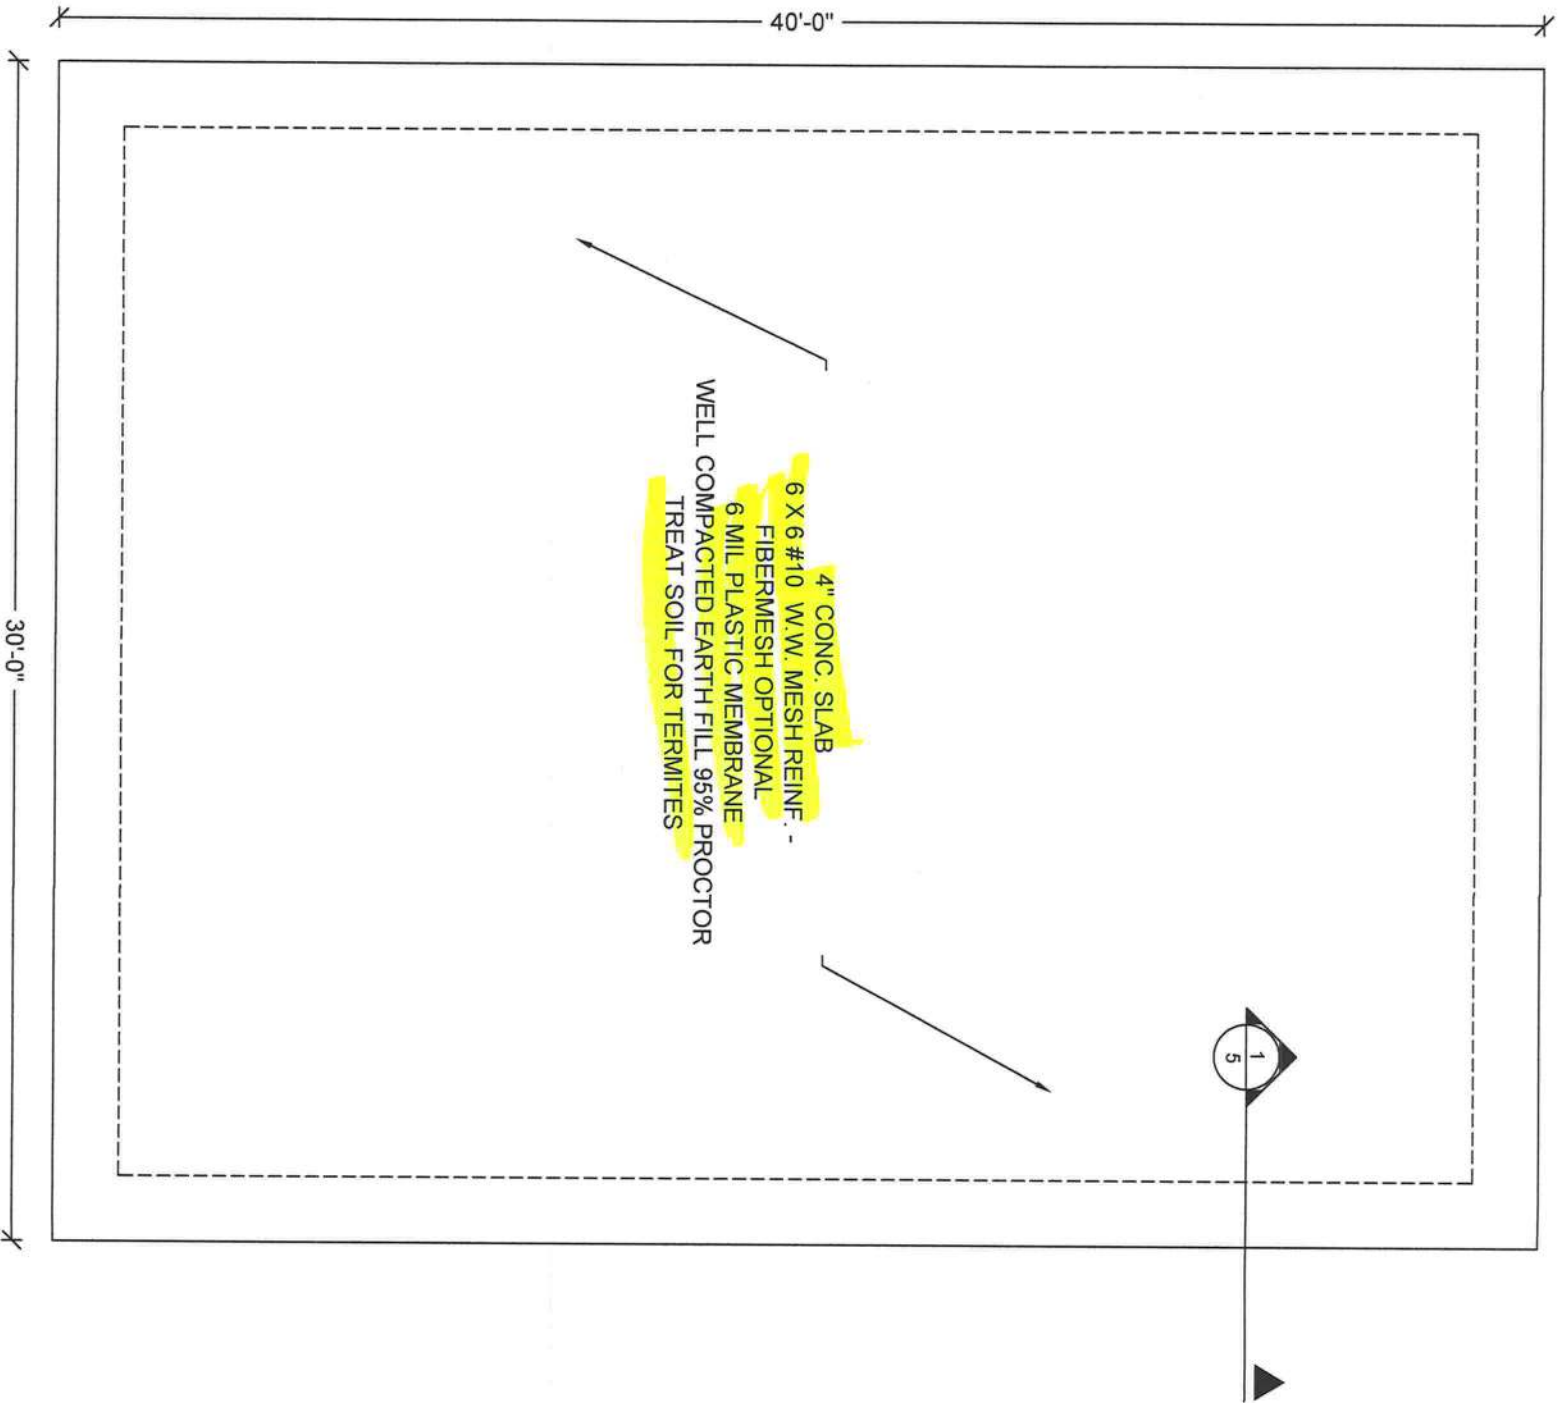 40'-0"
4" CONC. SLAB
6 X 6 #10 W.W. MESH REINF. -
FIBERMESH OPTIONAL
6 MIL PLASTIC MEMBRANE
WELL COMPACTED EARTH FILL 95% PROCTOR
TREAT SOIL FOR TERMITES
30'-0"
1
5